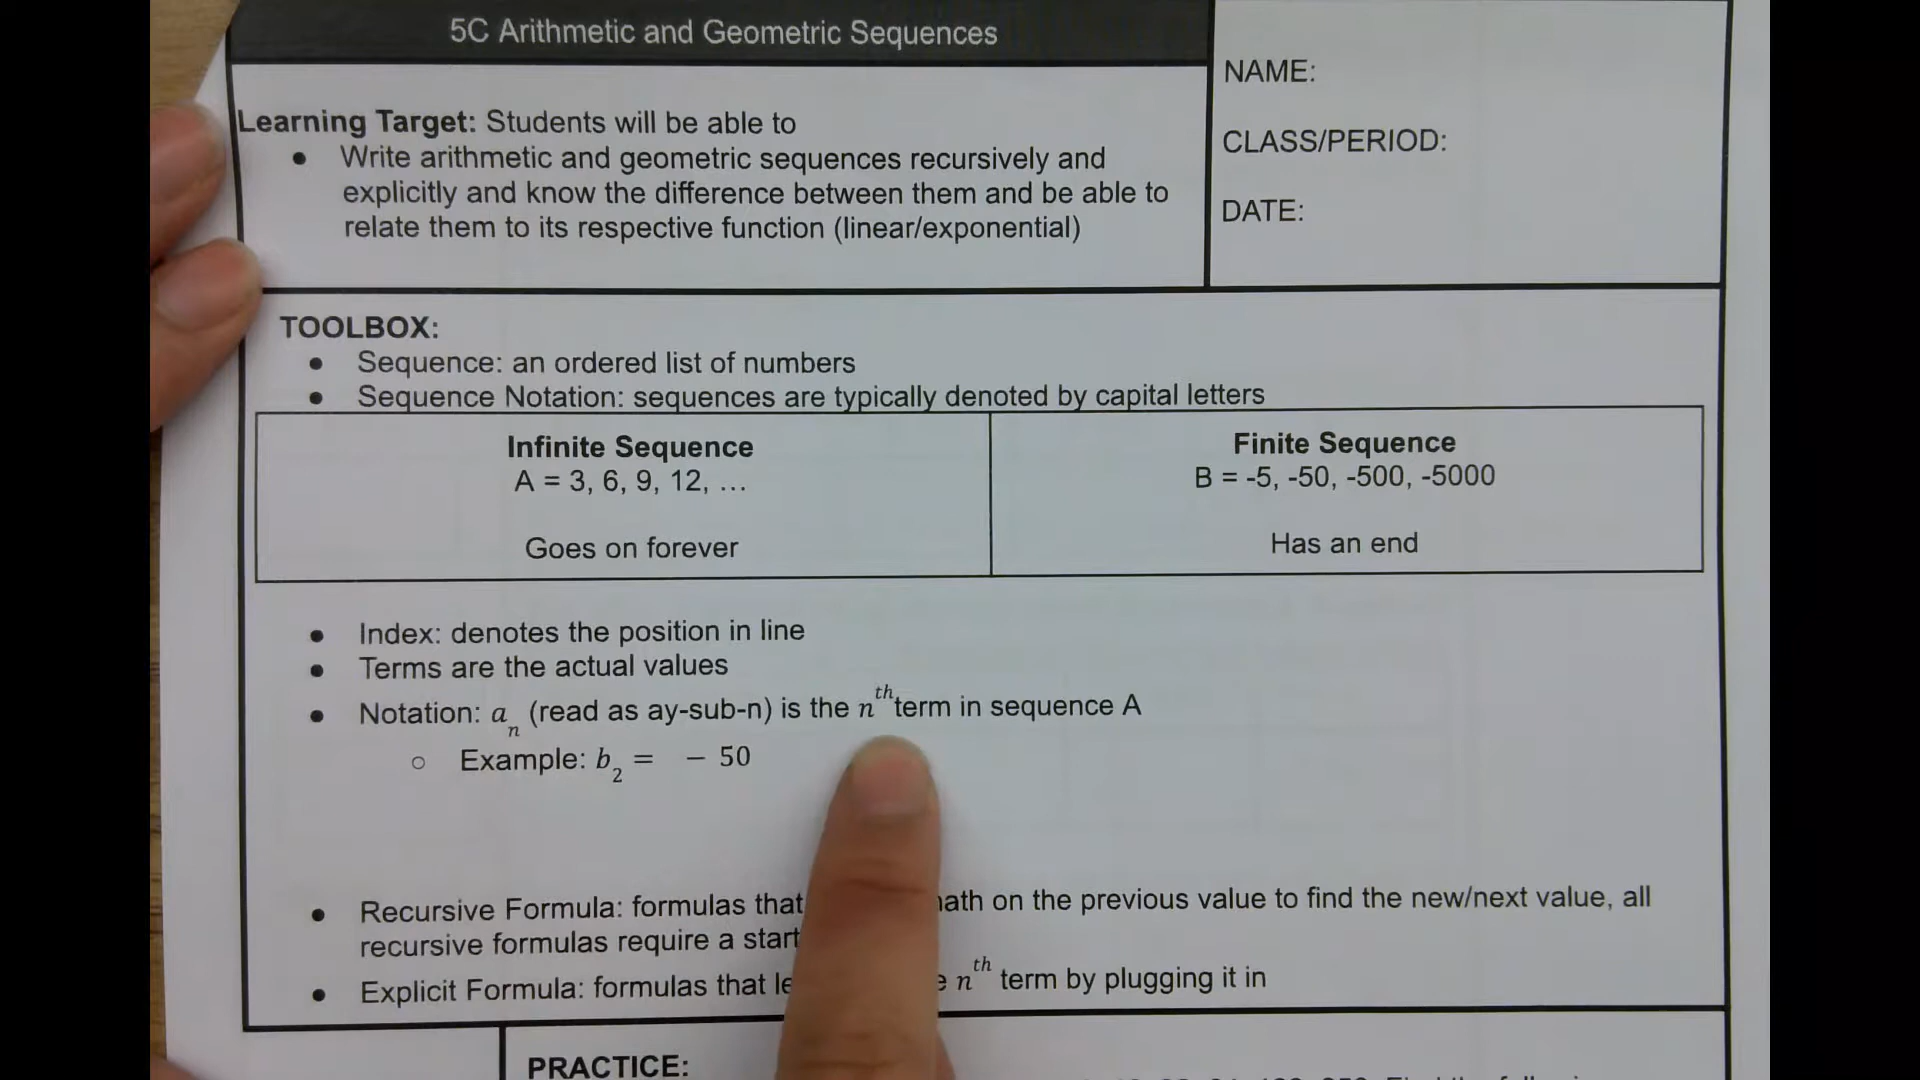 5C Arithmetic and Geometric Sequences
NAME:
CLASS/PERIOD:
DATE:
Learning Target: Students will be able to
● Write arithmetic and geometric sequences recursively and
explicitly and know the difference between them and be able to
relate them to its respective function (linear/exponential)
TOOLBOX:
● Sequence: an ordered list of numbers
● Sequence Notation: sequences are typically denoted by capital letters
Infinite Sequence
A = 3, 6, 9, 12, …
Goes on forever
Finite Sequence
B = -5, -50, -500, -5000
Has an end
● Index: denotes the position in line
● Terms are the actual values
● Notation: aₙ (read as ay-sub-n) is the nᵗʰ term in sequence A
○ Example: b₂ = − 50
● Recursive Formula: formulas that on the previous value to find the new/next value, all
recursive formulas require a start
● Explicit Formula: formulas that nᵗʰ term by plugging it in
PRACTICE: